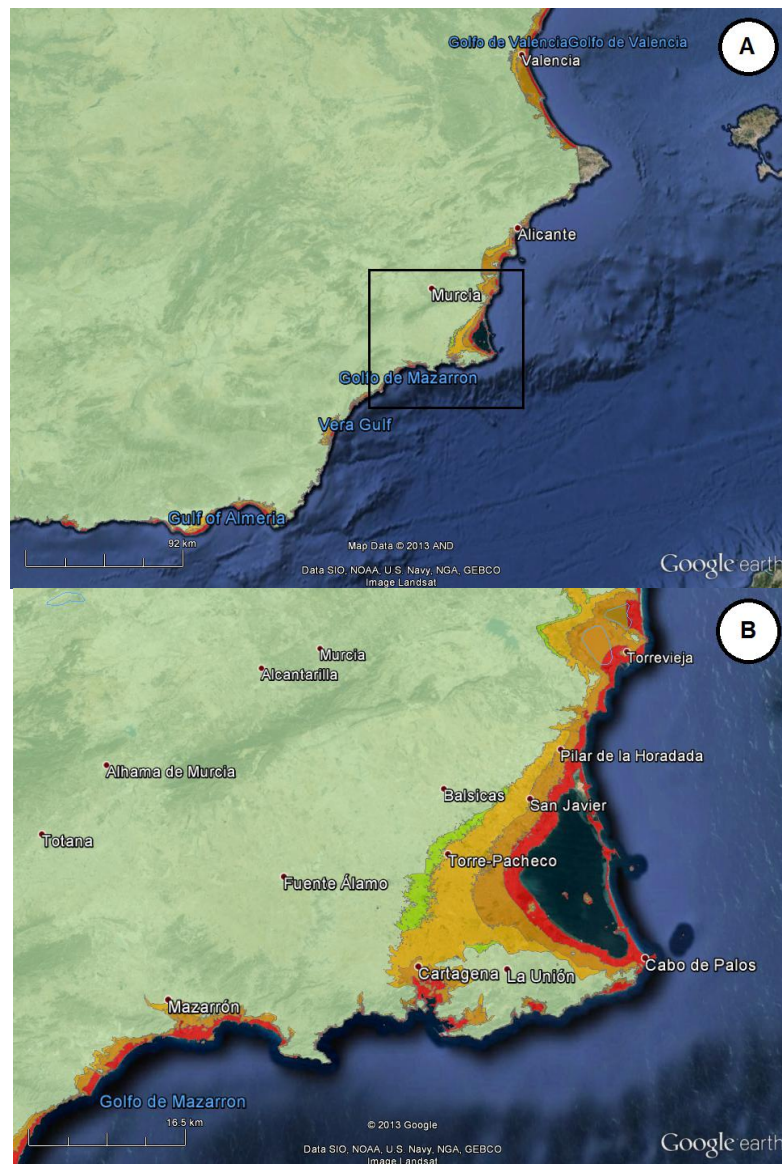 A
Golfo de ValenciaGolfo de Valencia
Valencia
Alicante
Murcia
Golfo de Mazarron
Vera Gulf
Gulf of Almeria
92 km
Map Data © 2013 AND
Data SIO, NOAA, U.S. Navy, NGA, GEBCO
Image Landsat
Google earth
B
Murcia
Alcantarilla
Torrevieja
Pilar de la Horadada
Alhama de Murcia
Balsicas
San Javier
Totana
Torre-Pacheco
Fuente Álamo
Cartagena
La Unión
Cabo de Palos
Mazarrón
Golfo de Mazarron
16.5 km
© 2013 Google
Data SIO, NOAA, U.S. Navy, NGA, GEBCO
Image Landsat
Google earth